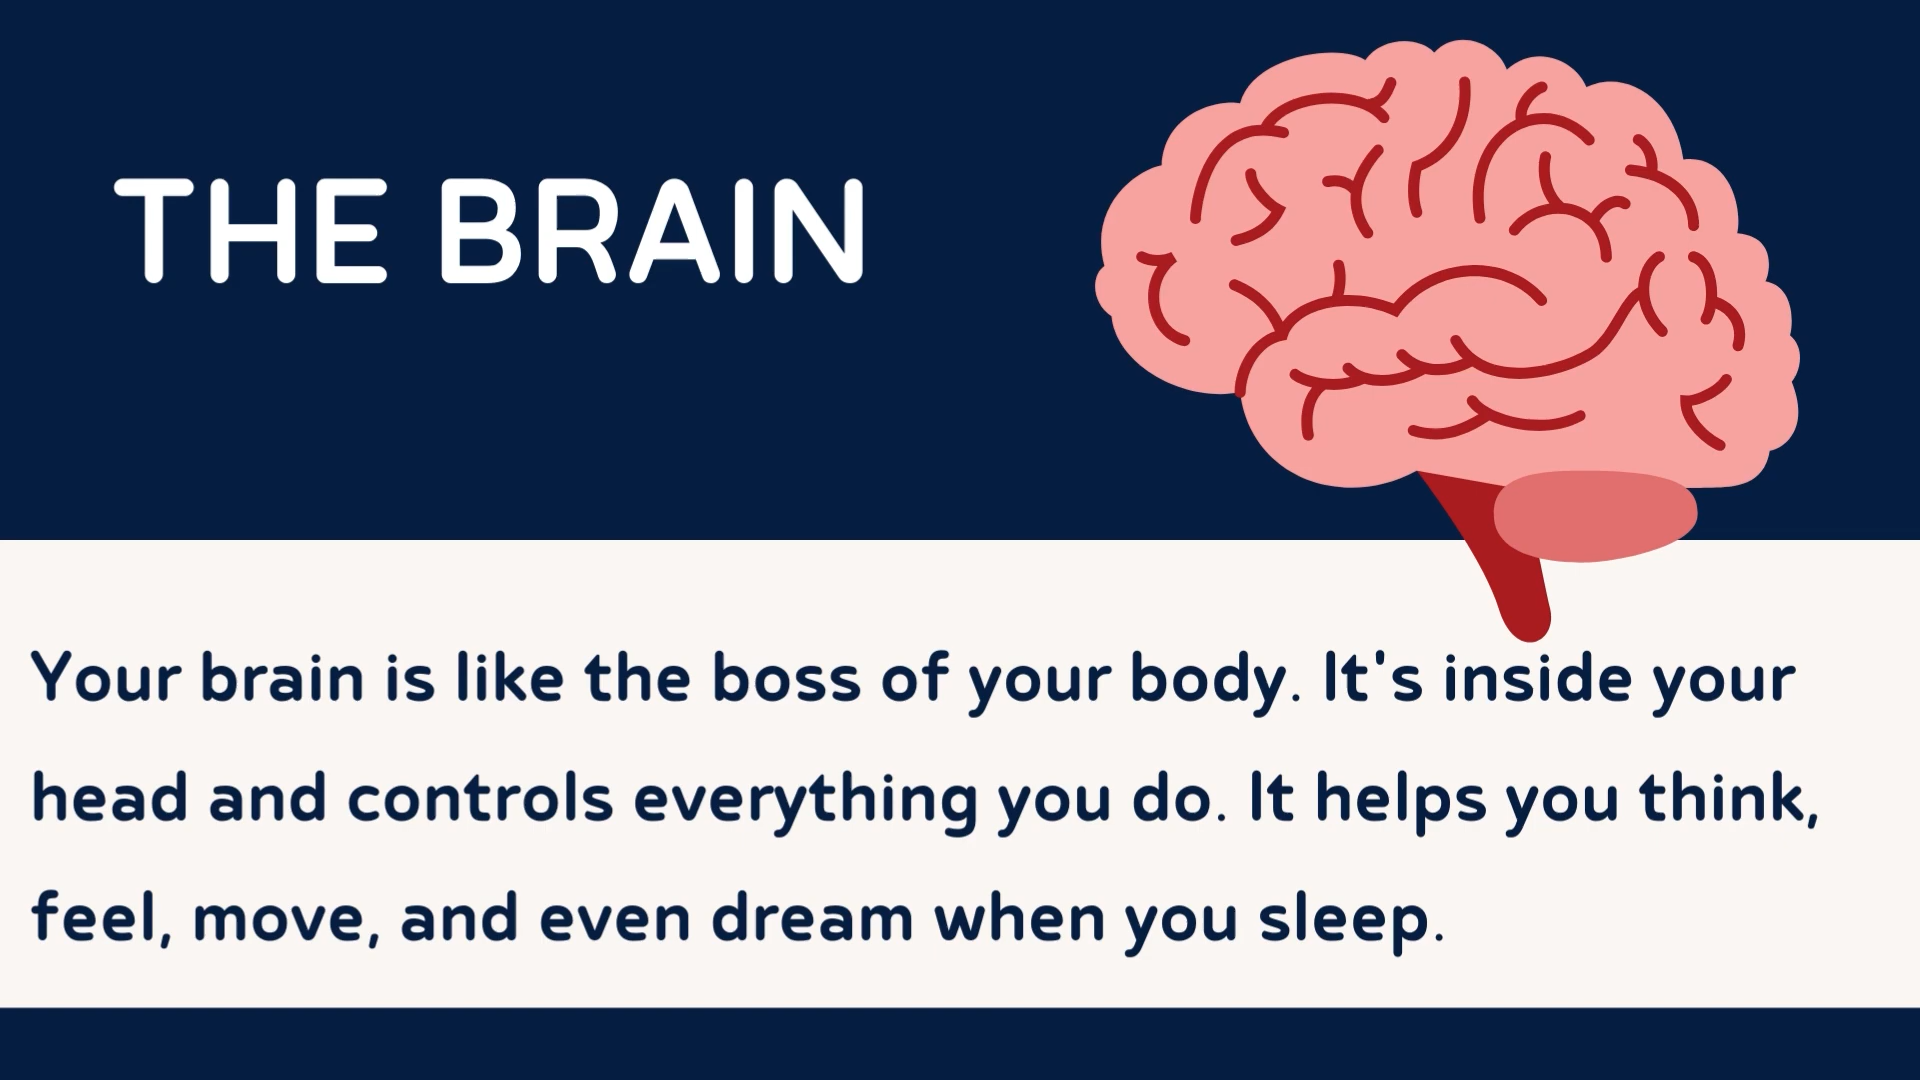 THE BRAIN
Your brain is like the boss of your body. It's inside your
head and controls everything you do. It helps you think,
feel, move, and even dream when you sleep.